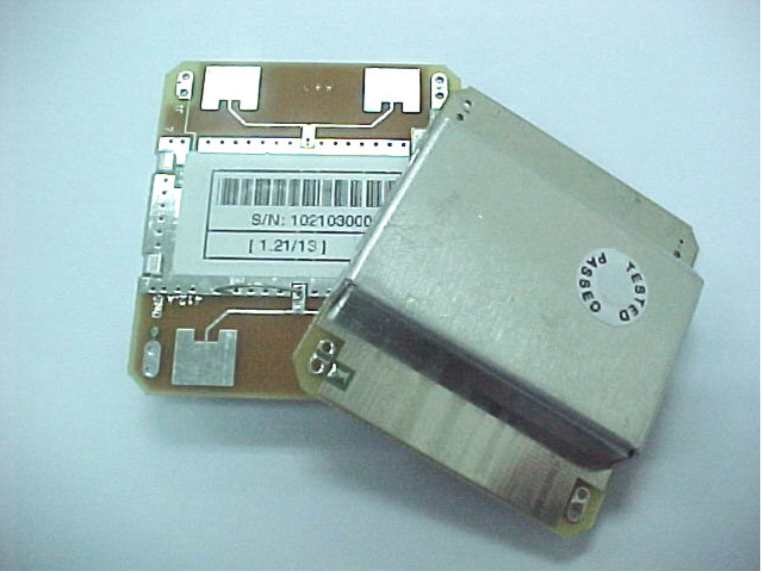 S/N: 102103000
[ 1.21/13 ]
TESTED
PASSED